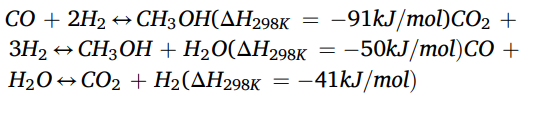 CO + 2H₂ ↔ CH₃OH(ΔH₂₉₈ₖ = −91kJ/mol)CO₂ +
3H₂ ↔ CH₃OH + H₂O(ΔH₂₉₈ₖ = −50kJ/mol)CO +
H₂O ↔ CO₂ + H₂(ΔH₂₉₈ₖ = −41kJ/mol)